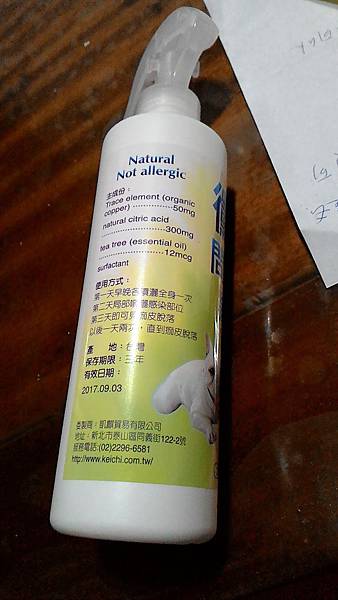 Natural
Not allergic
主成份：
Trace element (organic
copper) ................50mg
natural citric acid
.........................300mg
tea tree (essential oil)
.........................12mcg
surfactant
使用方式：
第一天早晚各噴灑全身一次
第二天局部噴灑感染部位
第三天即可見痂皮脫落
以後一天兩次，直到痂皮脫落
產　地：台灣
保存期限：三年
有效日期：
2017.09.03
委製商：凱麒貿易有限公司
地址：新北市泰山區同義街122-2號
服務電話:(02)2296-6581
http://www.keichi.com.tw/